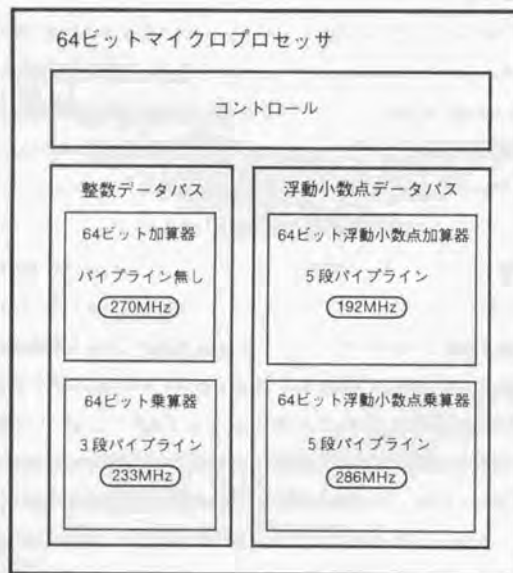 64ビットマイクロプロセッサ
コントロール
整数データパス
64ビット加算器
パイプライン無し
270MHz
64ビット乗算器
3段パイプライン
233MHz
浮動小数点データパス
64ビット浮動小数点加算器
5段パイプライン
192MHz
64ビット浮動小数点乗算器
5段パイプライン
286MHz